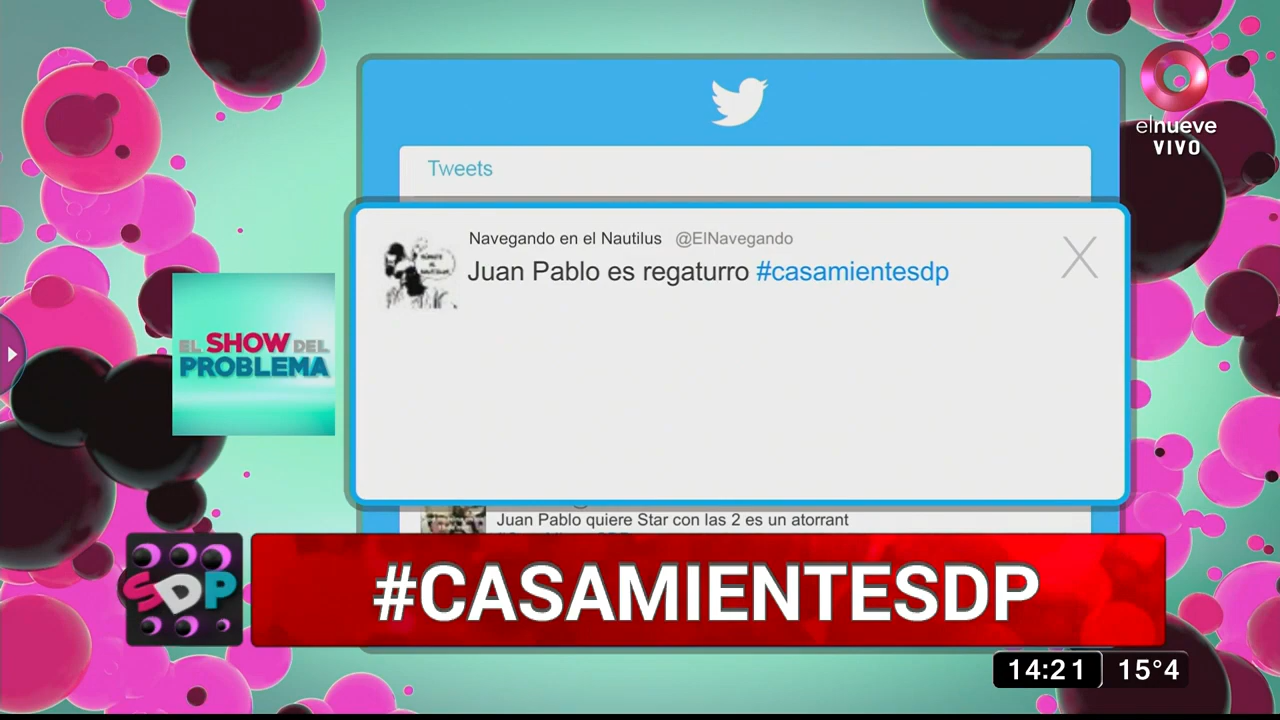 elnueve
VIVO
Tweets
Navegando en el Nautilus @ElNavegando
Juan Pablo es regaturro #casamientesdp
EL SHOW DEL
PROBLEMA
Juan Pablo quiere Star con las 2 es un atorrant
SDP
#CASAMIENTESDP
14:21 15°4